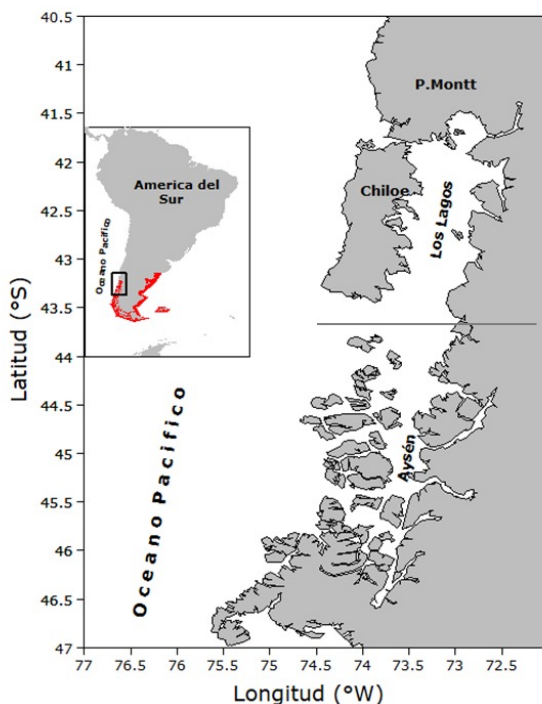 40.5
41
41.5
42
42.5
43
43.5
44
44.5
45
45.5
46
46.5
47
Latitud (°S)
P.Montt
America del
Sur
Oceano Pacifico
Chiloe
Los Lagos
Aysén
Oceano Pacifico
77 76.5 76 75.5 75 74.5 74 73.5 73 72.5
Longitud (°W)